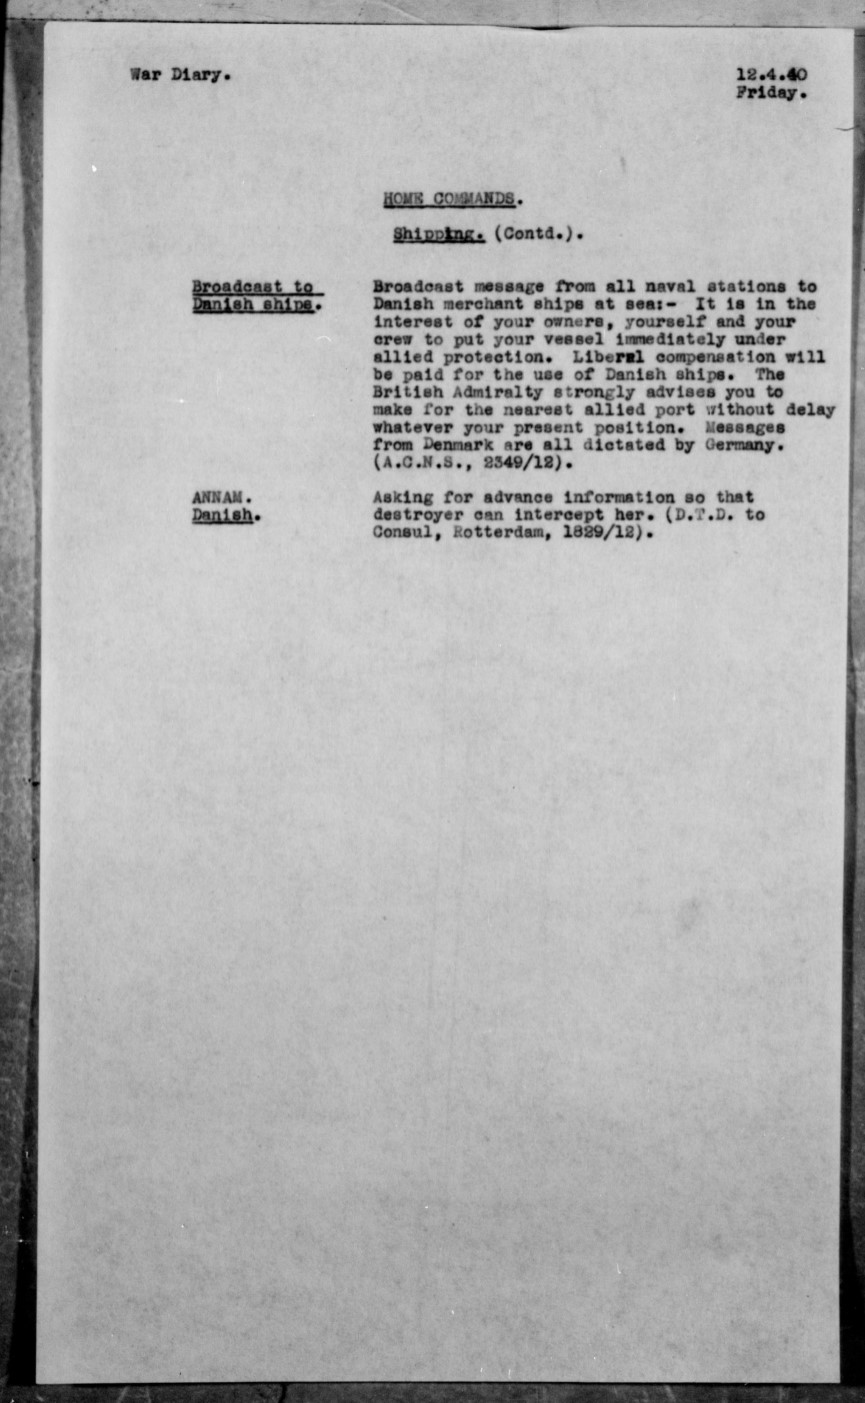 War Diary.
12.4.40
Friday.
HOME COMMANDS.
Shipping. (Contd.).
Broadcast to
Danish ships.
Broadcast message from all naval stations to
Danish merchant ships at sea:- It is in the
interest of your owners, yourself and your
crew to put your vessel immediately under
allied protection. Liberal compensation will
be paid for the use of Danish ships. The
British Admiralty strongly advises you to
make for the nearest allied port without delay
whatever your present position. Messages
from Denmark are all dictated by Germany.
(A.C.N.S., 2349/12).
ANNAM.
Danish.
Asking for advance information so that
destroyer can intercept her. (D.T.D. to
Consul, Rotterdam, 1829/12).